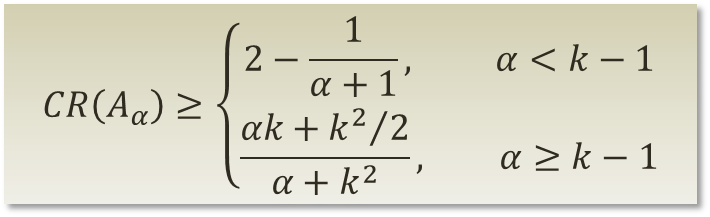 CR(A_α) ≥ { 2 − 1/(α + 1), α < k − 1
(αk + k²/2)/(α + k²), α ≥ k − 1